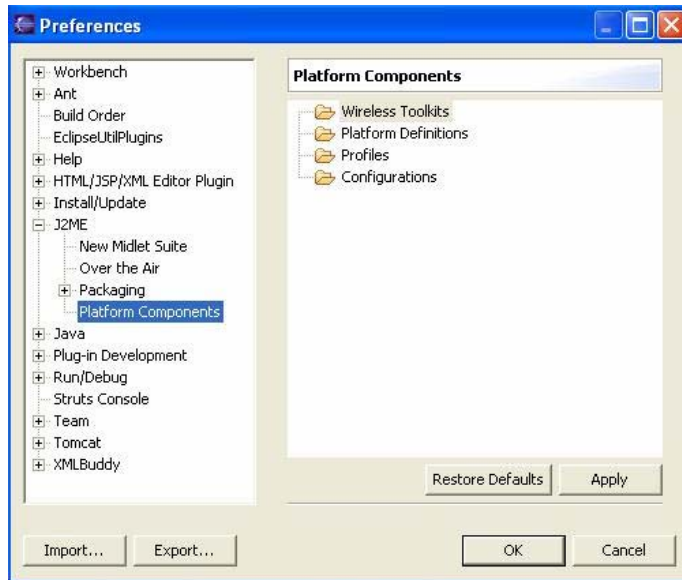 Preferences
Workbench
Ant
Build Order
EclipseUtilPlugins
Help
HTML/JSP/XML Editor Plugin
Install/Update
J2ME
New Midlet Suite
Over the Air
Packaging
Platform Components
Java
Plug-in Development
Run/Debug
Struts Console
Team
Tomcat
XMLBuddy
Platform Components
Wireless Toolkits
Platform Definitions
Profiles
Configurations
Restore Defaults
Apply
Import...
Export...
OK
Cancel